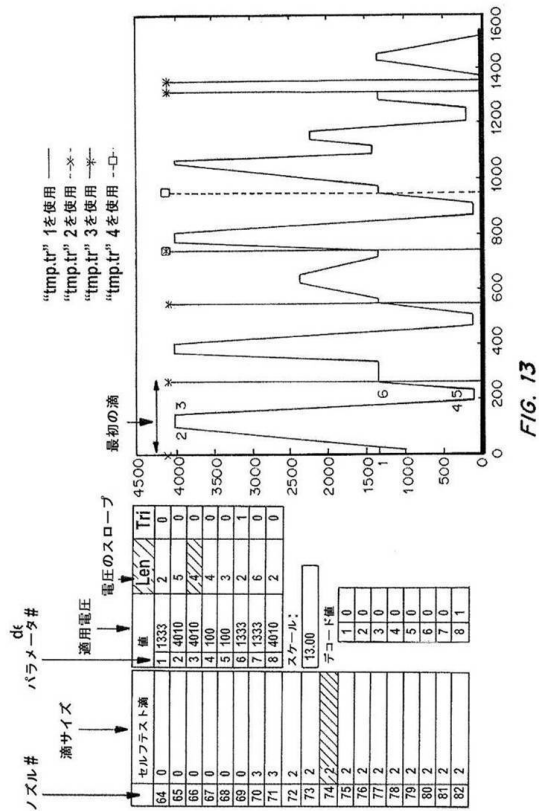 ノズル#
滴サイズ
セルフテスト滴
64 0
65 0
66 0
67 0
68 0
69 0
70 3
71 3
72 2
73 2
74 2
75 2
76 2
77 2
78 2
79 2
80 2
81 2
82 2
パラメータ#
適用電圧
電圧のスロープ
値 Len Tri
1 1333 2 0
2 4010 5 0
3 4010 4 0
4 100 4 0
5 100 3 0
6 1333 2 1
7 1333 6 0
8 4010 2 0
スケール:
13.00
デコード値
1 0
2 0
3 0
4 0
5 0
6 0
7 0
8 1
"tmp.tr" 1を使用
"tmp.tr" 2を使用
"tmp.tr" 3を使用
"tmp.tr" 4を使用
最初の滴
4500
4000
3500
3000
2500
2000
1500
1000
500
0
1
2
3
4
5
6
0 200 400 600 800 1000 1200 1400 1600
FIG. 13